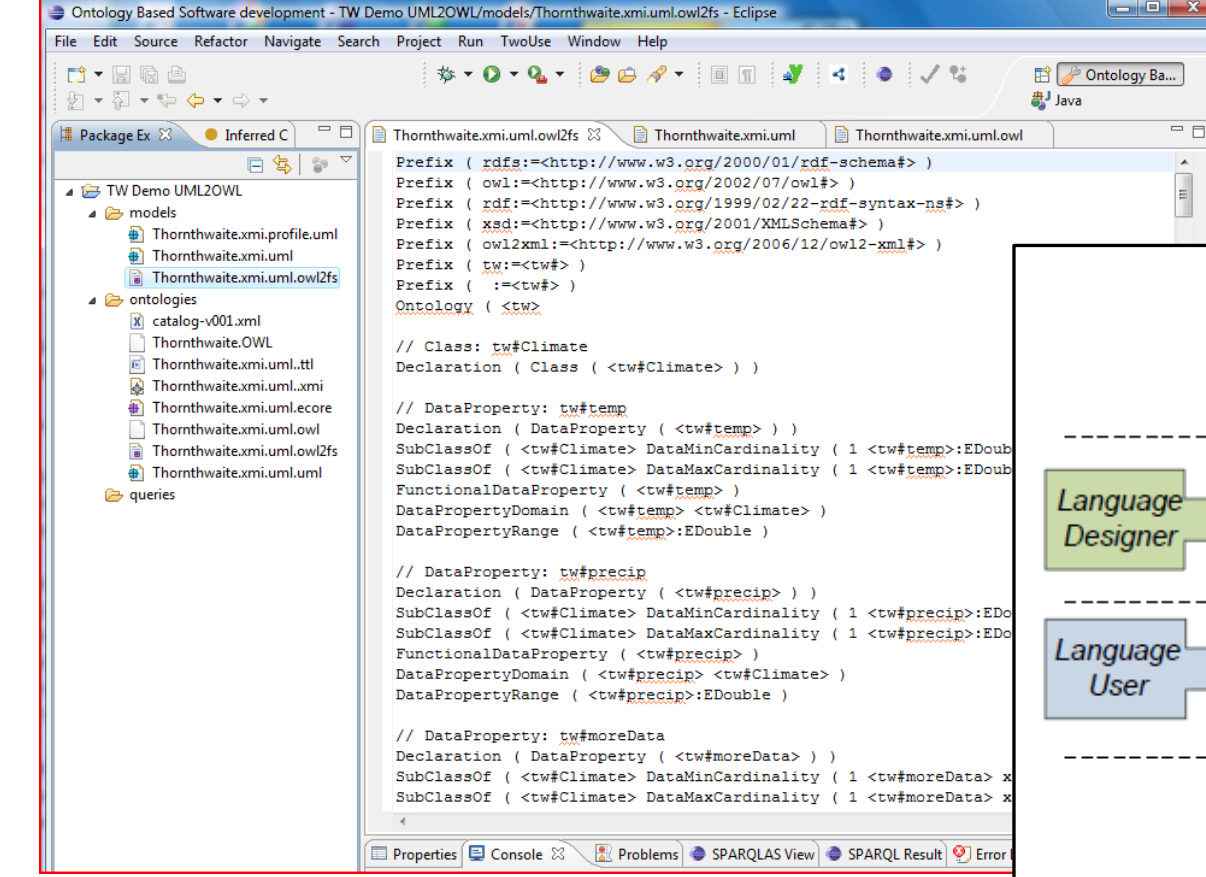 Ontology Based Software development - TW Demo UML2OWL/models/Thornthwaite.xmi.uml.owl2fs - Eclipse
File Edit Source Refactor Navigate Search Project Run TwoUse Window Help
Ontology Ba...
Java
Package Ex Inferred C
Thornthwaite.xmi.uml.owl2fs Thornthwaite.xmi.uml Thornthwaite.xmi.uml.owl
TW Demo UML2OWL
models
Thornthwaite.xmi.profile.uml
Thornthwaite.xmi.uml
Thornthwaite.xmi.uml.owl2fs
ontologies
catalog-v001.xml
Thornthwaite.OWL
Thornthwaite.xmi.uml..ttl
Thornthwaite.xmi.uml..xmi
Thornthwaite.xmi.uml.ecore
Thornthwaite.xmi.uml.owl
Thornthwaite.xmi.uml.owl2fs
Thornthwaite.xmi.uml.uml
queries
Prefix ( rdfs:=<http://www.w3.org/2000/01/rdf-schema#> )
Prefix ( owl:=<http://www.w3.org/2002/07/owl#> )
Prefix ( rdf:=<http://www.w3.org/1999/02/22-rdf-syntax-ns#> )
Prefix ( xsd:=<http://www.w3.org/2001/XMLSchema#> )
Prefix ( owl2xml:=<http://www.w3.org/2006/12/owl2-xml#> )
Prefix ( tw:=<tw#> )
Prefix (  :=<tw#> )
Ontology ( <tw>
// Class: tw#Climate
Declaration ( Class ( <tw#Climate> ) )
// DataProperty: tw#temp
Declaration ( DataProperty ( <tw#temp> ) )
SubClassOf ( <tw#Climate> DataMinCardinality ( 1 <tw#temp>:EDoub
SubClassOf ( <tw#Climate> DataMaxCardinality ( 1 <tw#temp>:EDoub
FunctionalDataProperty ( <tw#temp> )
DataPropertyDomain ( <tw#temp> <tw#Climate> )
DataPropertyRange ( <tw#temp>:EDouble )
// DataProperty: tw#precip
Declaration ( DataProperty ( <tw#precip> ) )
SubClassOf ( <tw#Climate> DataMinCardinality ( 1 <tw#precip>:EDo
SubClassOf ( <tw#Climate> DataMaxCardinality ( 1 <tw#precip>:EDo
FunctionalDataProperty ( <tw#precip> )
DataPropertyDomain ( <tw#precip> <tw#Climate> )
DataPropertyRange ( <tw#precip>:EDouble )
// DataProperty: tw#moreData
Declaration ( DataProperty ( <tw#moreData> ) )
SubClassOf ( <tw#Climate> DataMinCardinality ( 1 <tw#moreData> x
SubClassOf ( <tw#Climate> DataMaxCardinality ( 1 <tw#moreData> x
Properties Console Problems SPARQLAS View SPARQL Result Error
Language
Designer
Language
User